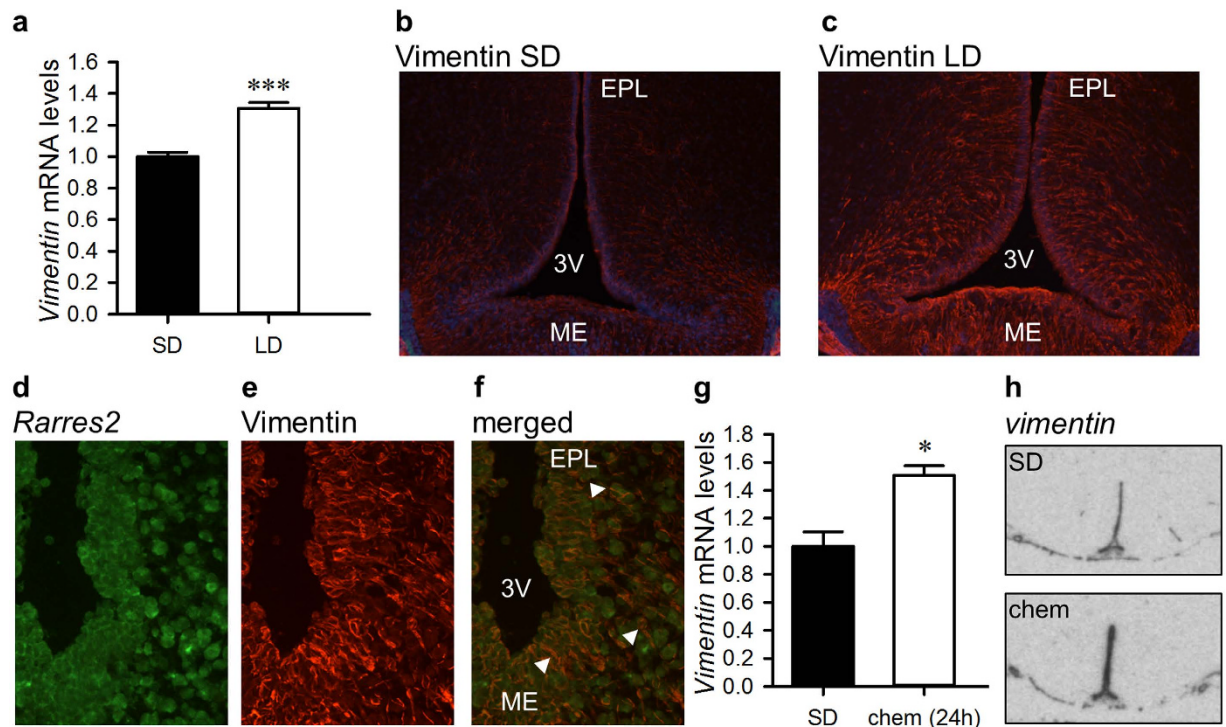 a
Vimentin mRNA levels
1.6
1.4
1.2
1.0
0.8
0.6
0.4
0.2
0.0
***
SD
LD
b
Vimentin SD
EPL
3V
ME
c
Vimentin LD
EPL
3V
ME
d
Rarres2
e
Vimentin
f
merged
EPL
3V
ME
g
Vimentin mRNA levels
1.8
1.6
1.4
1.2
1.0
0.8
0.6
0.4
0.2
0.0
*
SD
chem (24h)
h
vimentin
SD
chem